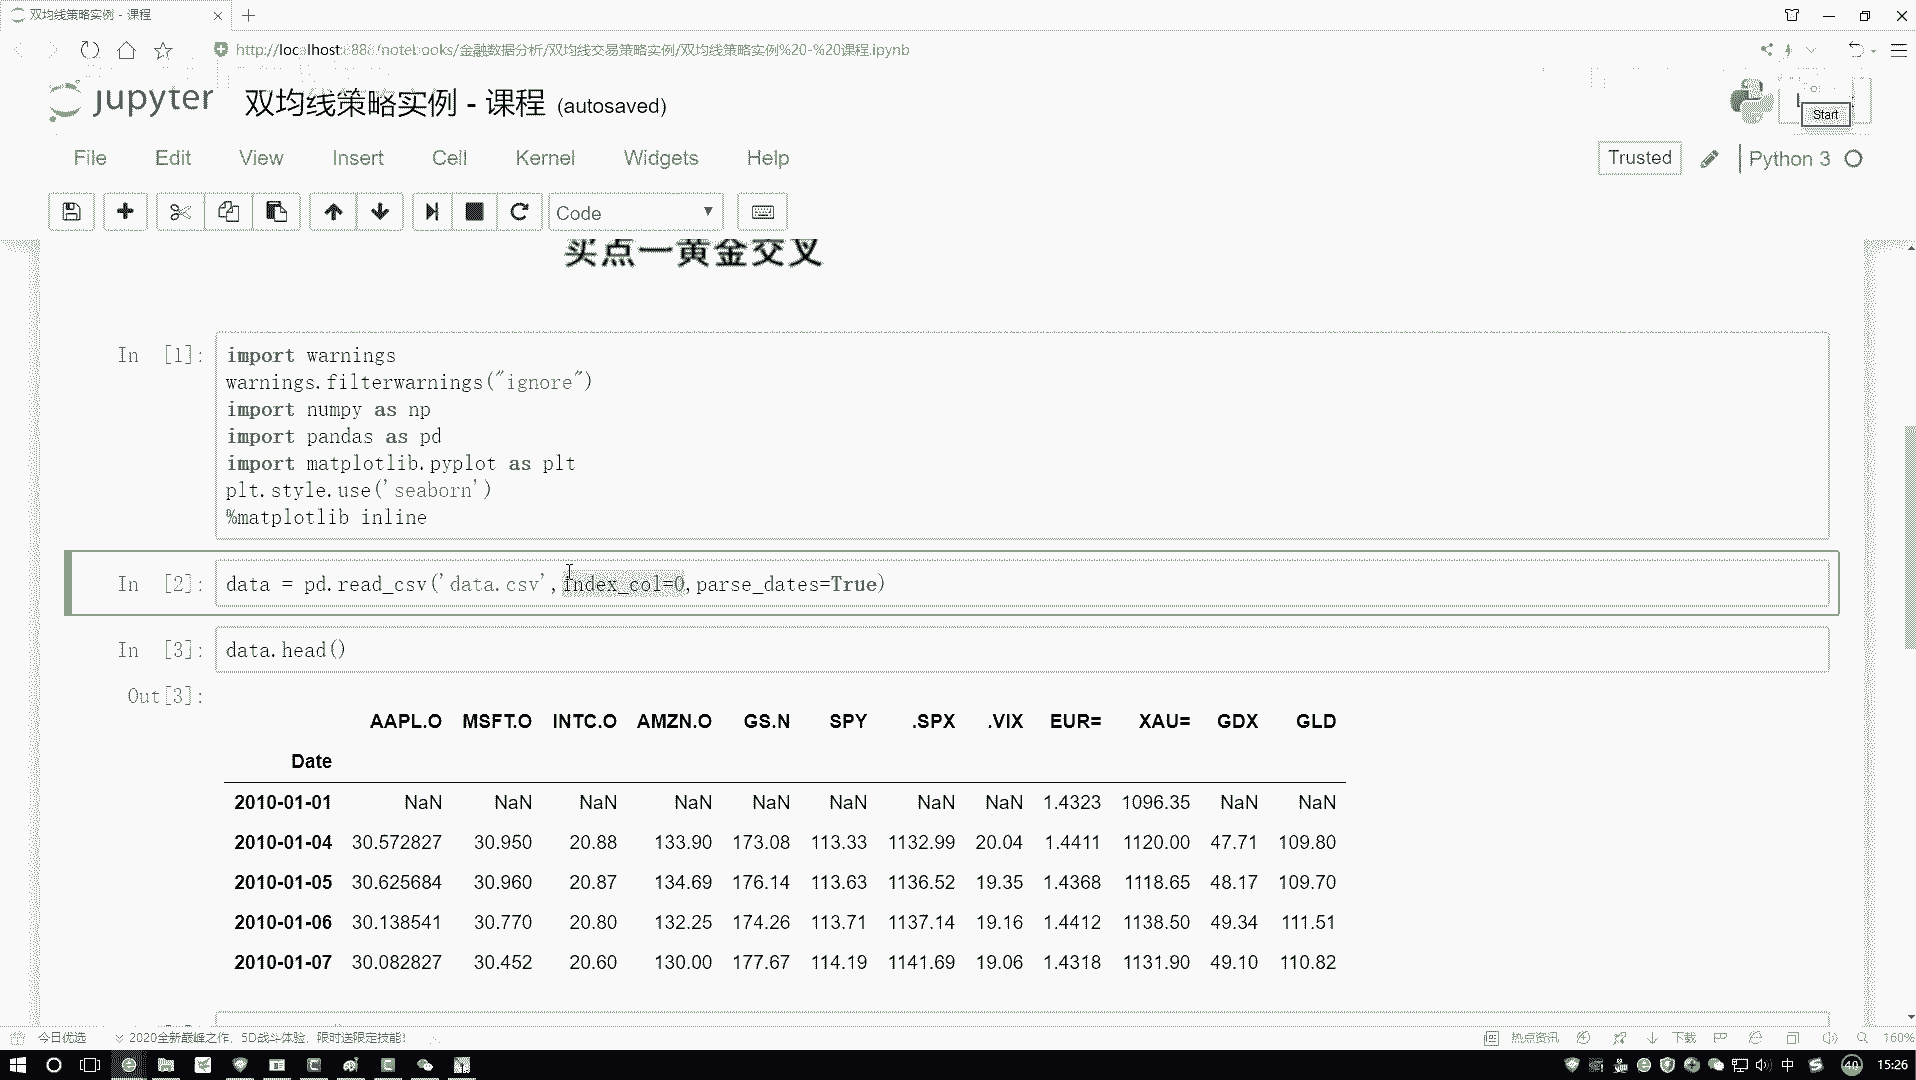 双均线策略实例 - 课程
http://localhost:888/notebooks/金融数据分析/双均线交易策略实例/双均线策略实例%20-%20课程.ipynb
jupyter 双均线策略实例 - 课程 (autosaved)
Start
File Edit View Insert Cell Kernel Widgets Help
Trusted Python 3
Code
买点一黄金交叉
In [1]:
import warnings
warnings.filterwarnings("ignore")
import numpy as np
import pandas as pd
import matplotlib.pyplot as plt
plt.style.use('seaborn')
%matplotlib inline
In [2]: data = pd.read_csv('data.csv',index_col=0,parse_dates=True)
In [3]: data.head()
Out[3]:
AAPL.O MSFT.O INTC.O AMZN.O GS.N SPY .SPX .VIX EUR= XAU= GDX GLD
Date
2010-01-01 NaN NaN NaN NaN NaN NaN NaN NaN 1.4323 1096.35 NaN NaN
2010-01-04 30.572827 30.950 20.88 133.90 173.08 113.33 1132.99 20.04 1.4411 1120.00 47.71 109.80
2010-01-05 30.625684 30.960 20.87 134.69 176.14 113.63 1136.52 19.35 1.4368 1118.65 48.17 109.70
2010-01-06 30.138541 30.770 20.80 132.25 174.26 113.71 1137.14 19.16 1.4412 1138.50 49.34 111.51
2010-01-07 30.082827 30.452 20.60 130.00 177.67 114.19 1141.69 19.06 1.4318 1131.90 49.10 110.82
今日优选 2020全新巅峰之作，5D战斗体验，限时送限定技能！ 热点资讯 下载 160%
中 40 15:26